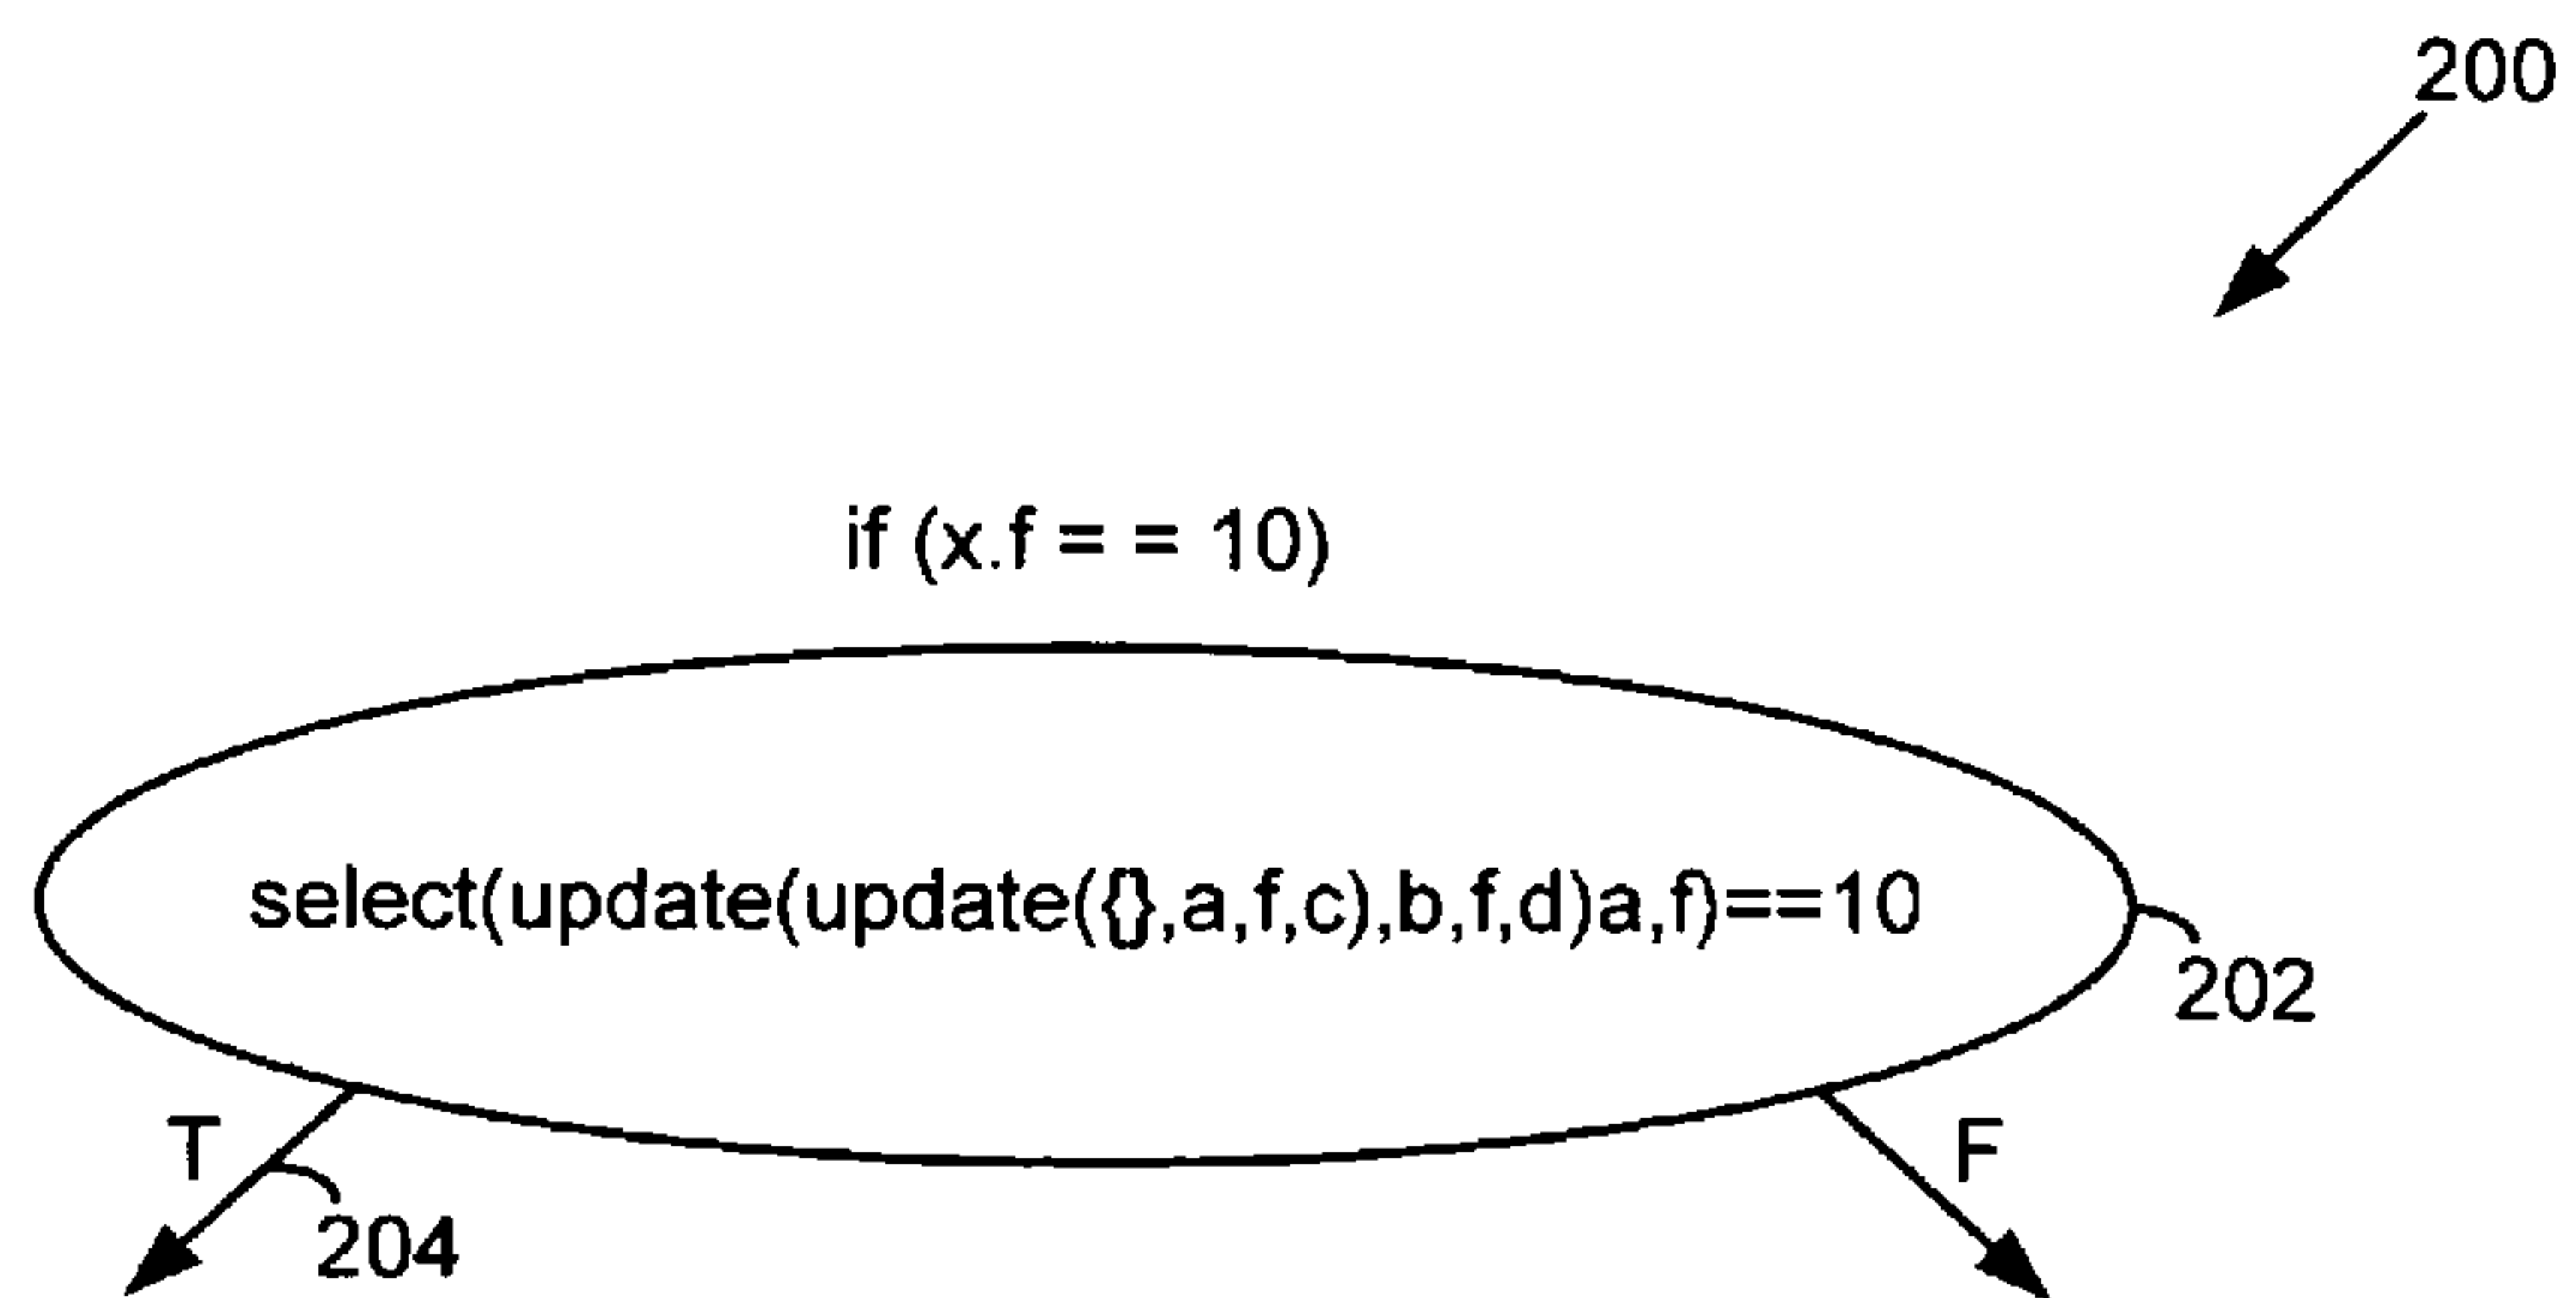 200
if (x.f = = 10)
select(update(update({},a,f,c),b,f,d)a,f)==10
202
T
F
204